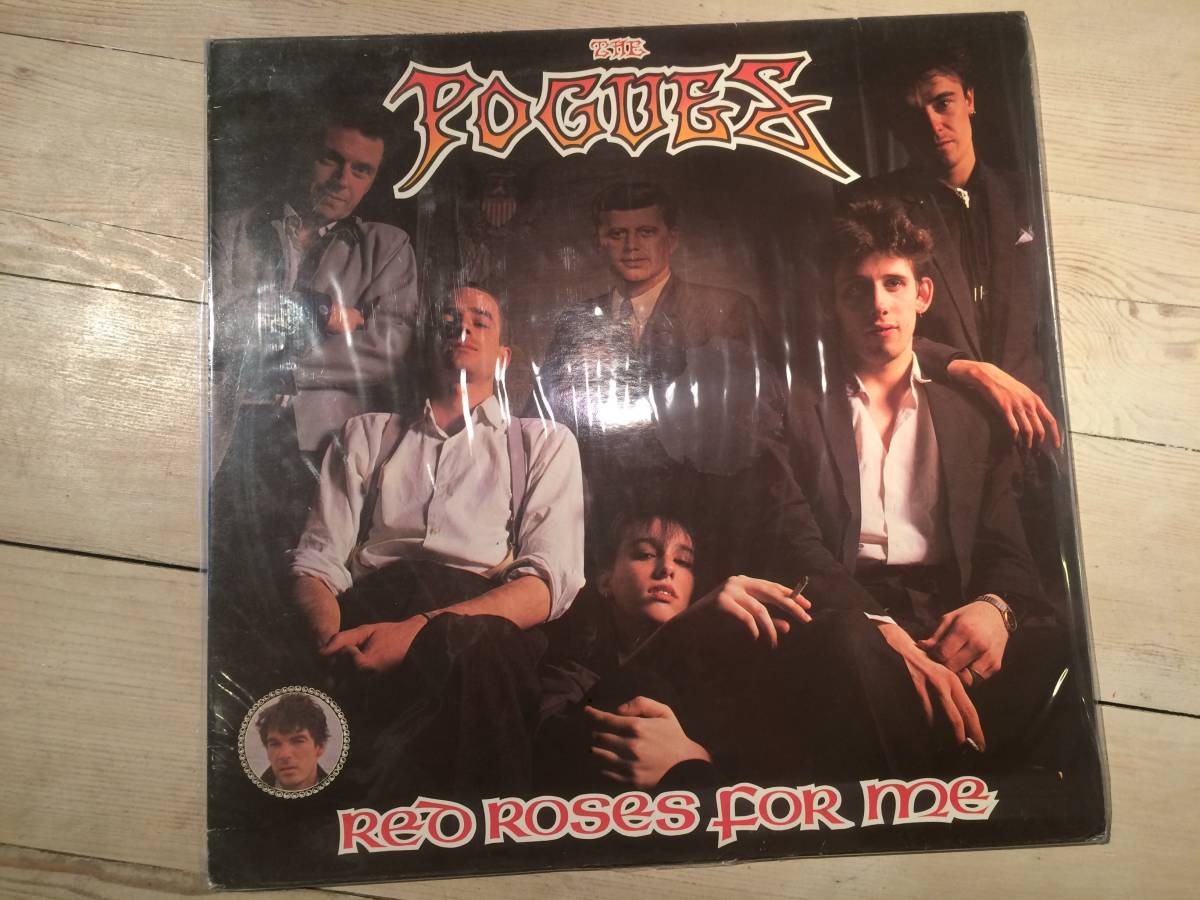 THE
POGUES
RED ROSES FOR ME